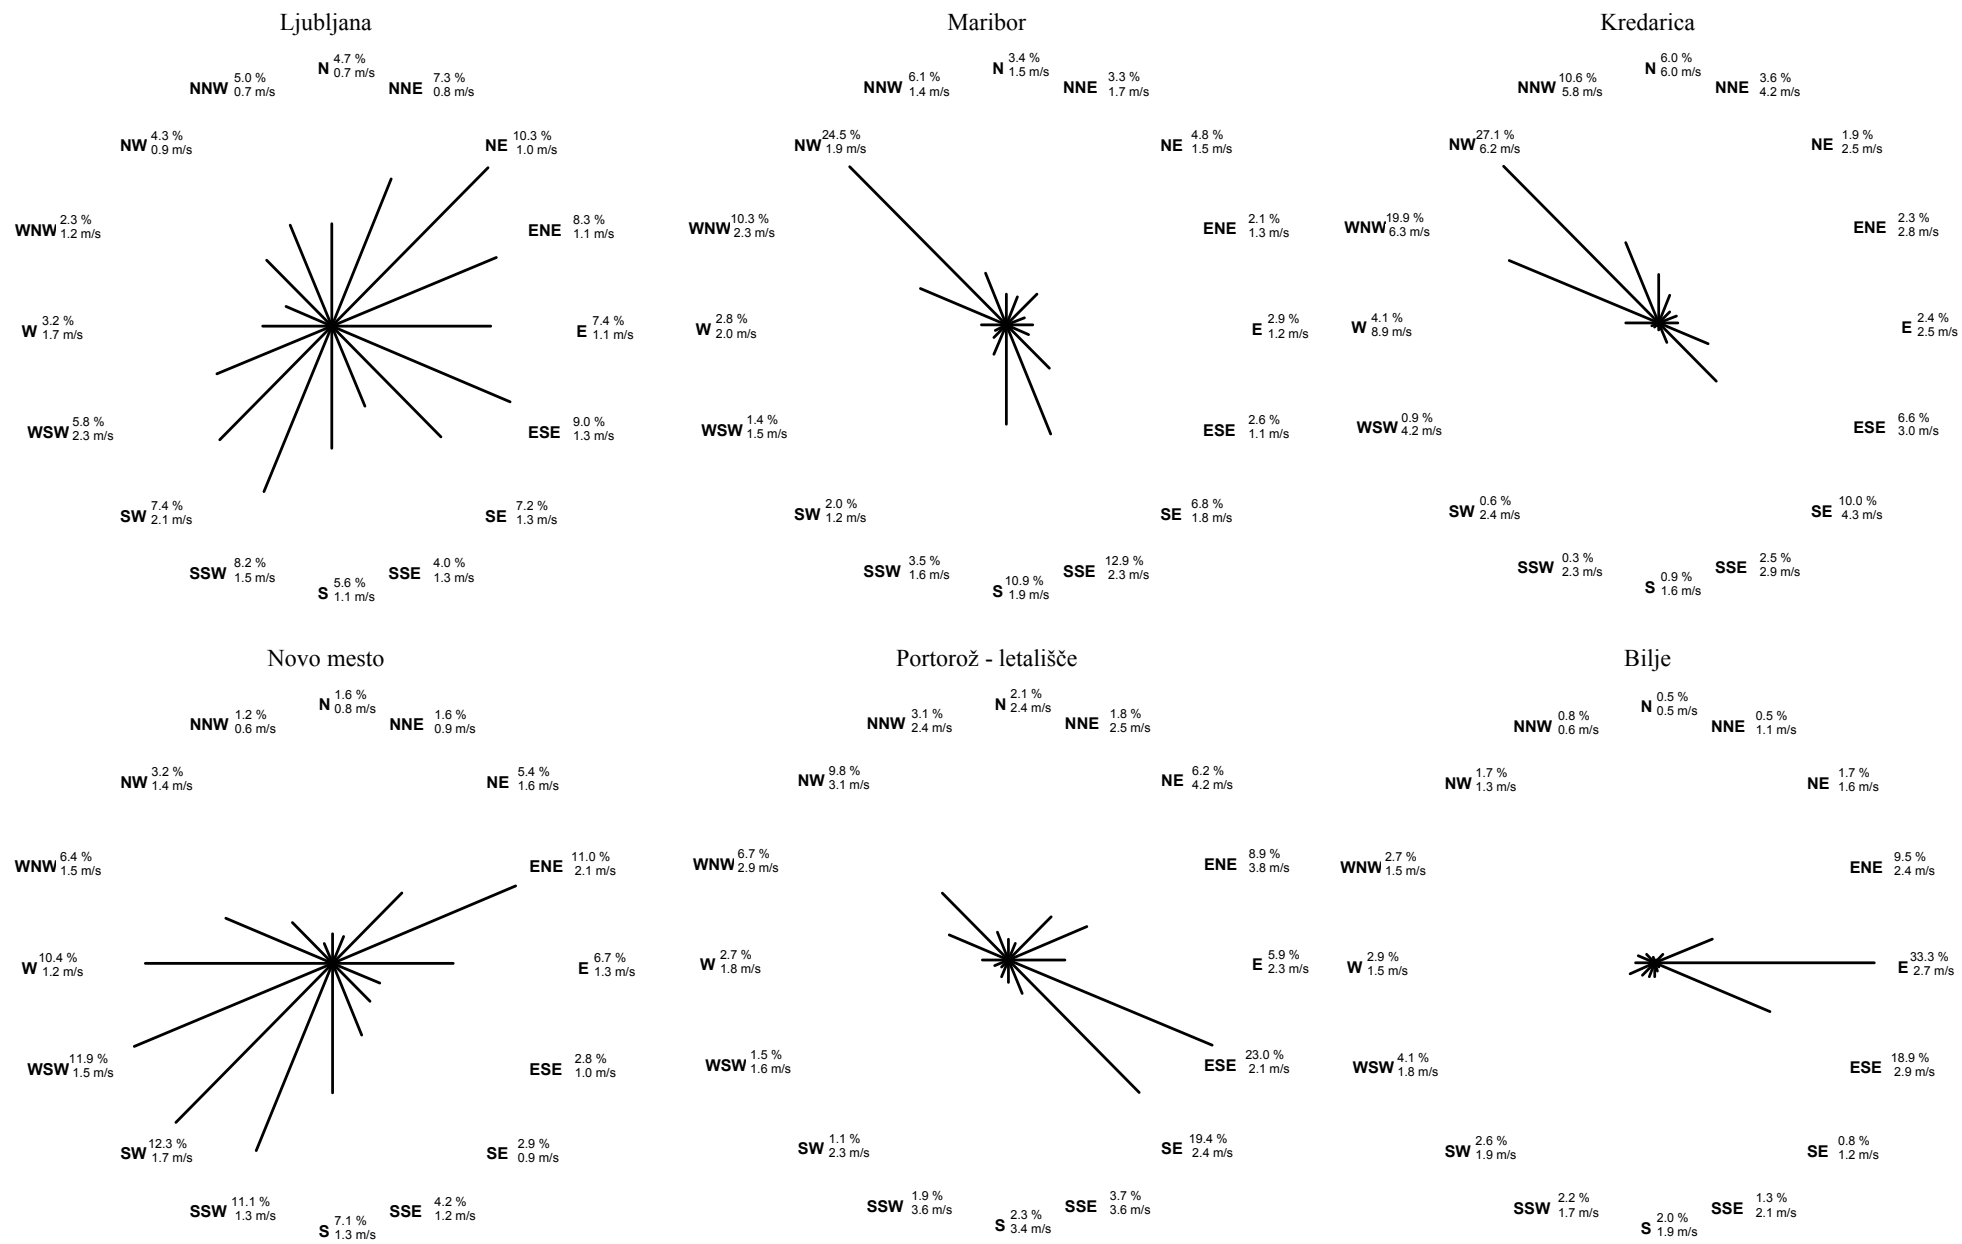 Ljubljana
N 4.7 %
0.7 m/s
NNW 5.0 %
0.7 m/s
NNE 7.3 %
0.8 m/s
NW 4.3 %
0.9 m/s
NE 10.3 %
1.0 m/s
WNW 2.3 %
1.2 m/s
ENE 8.3 %
1.1 m/s
W 3.2 %
1.7 m/s
E 7.4 %
1.1 m/s
WSW 5.8 %
2.3 m/s
ESE 9.0 %
1.3 m/s
SW 7.4 %
2.1 m/s
SE 7.2 %
1.3 m/s
SSW 8.2 %
1.5 m/s
SSE 4.0 %
1.3 m/s
S 5.6 %
1.1 m/s
Maribor
N 3.4 %
1.5 m/s
NNW 6.1 %
1.4 m/s
NNE 3.3 %
1.7 m/s
NW 24.5 %
1.9 m/s
NE 4.8 %
1.5 m/s
WNW 10.3 %
2.3 m/s
ENE 2.1 %
1.3 m/s
W 2.8 %
2.0 m/s
E 2.9 %
1.2 m/s
WSW 1.4 %
1.5 m/s
ESE 2.6 %
1.1 m/s
SW 2.0 %
1.2 m/s
SE 6.8 %
1.8 m/s
SSW 3.5 %
1.6 m/s
SSE 12.9 %
2.3 m/s
S 10.9 %
1.9 m/s
Kredarica
N 6.0 %
6.0 m/s
NNW 10.6 %
5.8 m/s
NNE 3.6 %
4.2 m/s
NW 27.1 %
6.2 m/s
NE 1.9 %
2.5 m/s
WNW 19.9 %
6.3 m/s
ENE 2.3 %
2.8 m/s
W 4.1 %
8.9 m/s
E 2.4 %
2.5 m/s
WSW 0.9 %
4.2 m/s
ESE 6.6 %
3.0 m/s
SW 0.6 %
2.4 m/s
SE 10.0 %
4.3 m/s
SSW 0.3 %
2.3 m/s
SSE 2.5 %
2.9 m/s
S 0.9 %
1.6 m/s
Novo mesto
N 1.6 %
0.8 m/s
NNW 1.2 %
0.6 m/s
NNE 1.6 %
0.9 m/s
NW 3.2 %
1.4 m/s
NE 5.4 %
1.6 m/s
WNW 6.4 %
1.5 m/s
ENE 11.0 %
2.1 m/s
W 10.4 %
1.2 m/s
E 6.7 %
1.3 m/s
WSW 11.9 %
1.5 m/s
ESE 2.8 %
1.0 m/s
SW 12.3 %
1.7 m/s
SE 2.9 %
0.9 m/s
SSW 11.1 %
1.3 m/s
SSE 4.2 %
1.2 m/s
S 7.1 %
1.3 m/s
Portorož - letališče
N 2.1 %
2.4 m/s
NNW 3.1 %
2.4 m/s
NNE 1.8 %
2.5 m/s
NW 9.8 %
3.1 m/s
NE 6.2 %
4.2 m/s
WNW 6.7 %
2.9 m/s
ENE 8.9 %
3.8 m/s
W 2.7 %
1.8 m/s
E 5.9 %
2.3 m/s
WSW 1.5 %
1.6 m/s
ESE 23.0 %
2.1 m/s
SW 1.1 %
2.3 m/s
SE 19.4 %
2.4 m/s
SSW 1.9 %
3.6 m/s
SSE 3.7 %
3.6 m/s
S 2.3 %
3.4 m/s
Bilje
N 0.5 %
0.5 m/s
NNW 0.8 %
0.6 m/s
NNE 0.5 %
1.1 m/s
NW 1.7 %
1.3 m/s
NE 1.7 %
1.6 m/s
WNW 2.7 %
1.5 m/s
ENE 9.5 %
2.4 m/s
W 2.9 %
1.5 m/s
E 33.3 %
2.7 m/s
WSW 4.1 %
1.8 m/s
ESE 18.9 %
2.9 m/s
SW 2.6 %
1.9 m/s
SE 0.8 %
1.2 m/s
SSW 2.2 %
1.7 m/s
SSE 1.3 %
2.1 m/s
S 2.0 %
1.9 m/s